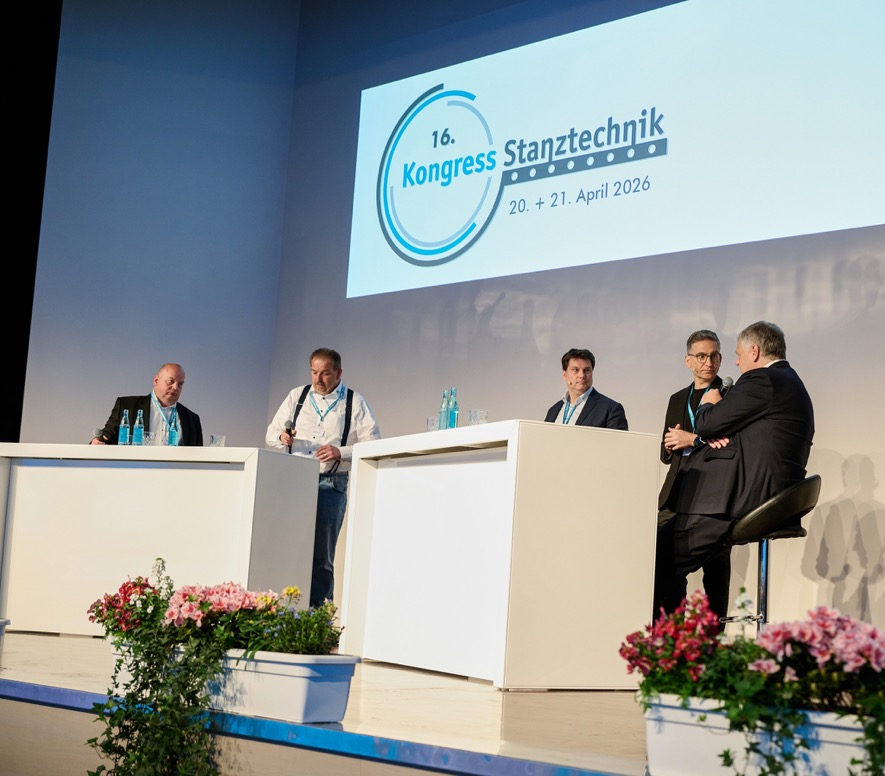 16.
Kongress Stanztechnik
20. + 21. April 2026